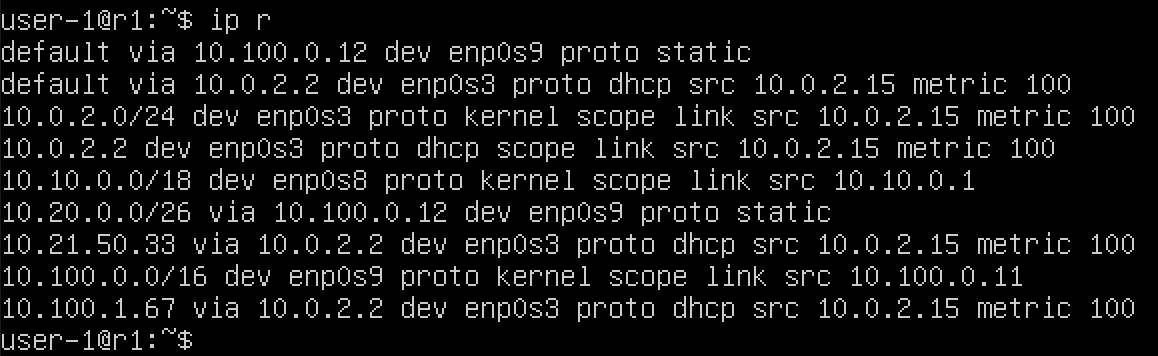 user-1@r1:~$ ip r
default via 10.100.0.12 dev enp0s9 proto static
default via 10.0.2.2 dev enp0s3 proto dhcp src 10.0.2.15 metric 100
10.0.2.0/24 dev enp0s3 proto kernel scope link src 10.0.2.15 metric 100
10.0.2.2 dev enp0s3 proto dhcp scope link src 10.0.2.15 metric 100
10.10.0.0/18 dev enp0s8 proto kernel scope link src 10.10.0.1
10.20.0.0/26 via 10.100.0.12 dev enp0s9 proto static
10.21.50.33 via 10.0.2.2 dev enp0s3 proto dhcp src 10.0.2.15 metric 100
10.100.0.0/16 dev enp0s9 proto kernel scope link src 10.100.0.11
10.100.1.67 via 10.0.2.2 dev enp0s3 proto dhcp src 10.0.2.15 metric 100
user-1@r1:~$